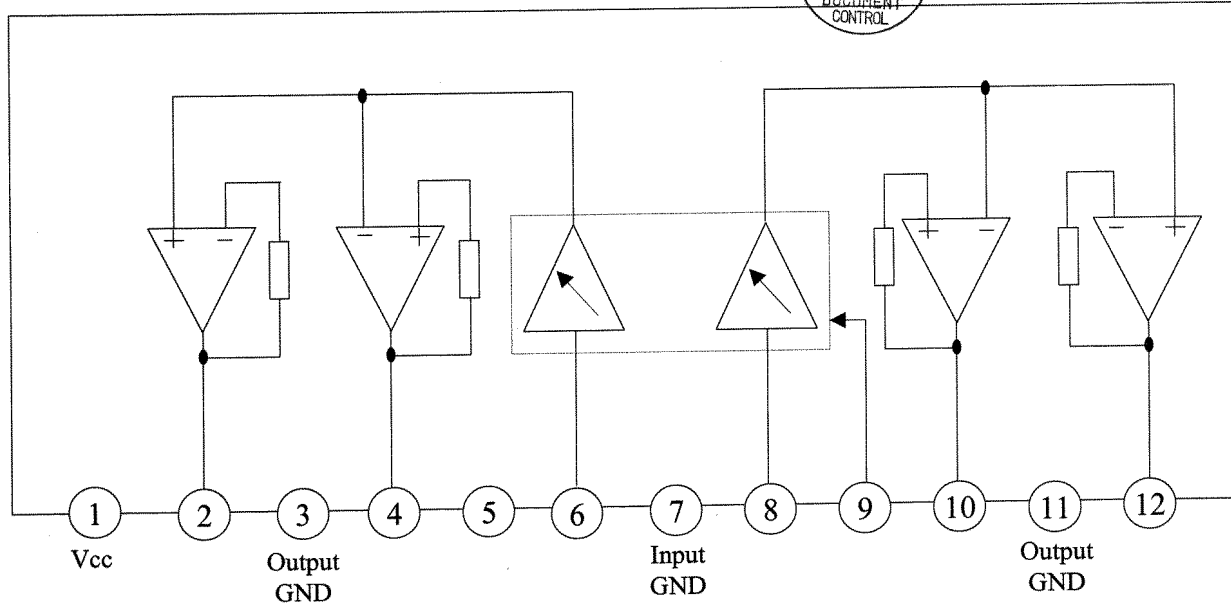 DOCUMENT
CONTROL
+ − − + + − − +
1 2 3 4 5 6 7 8 9 10 11 12
Vcc Output Input Output
GND GND GND